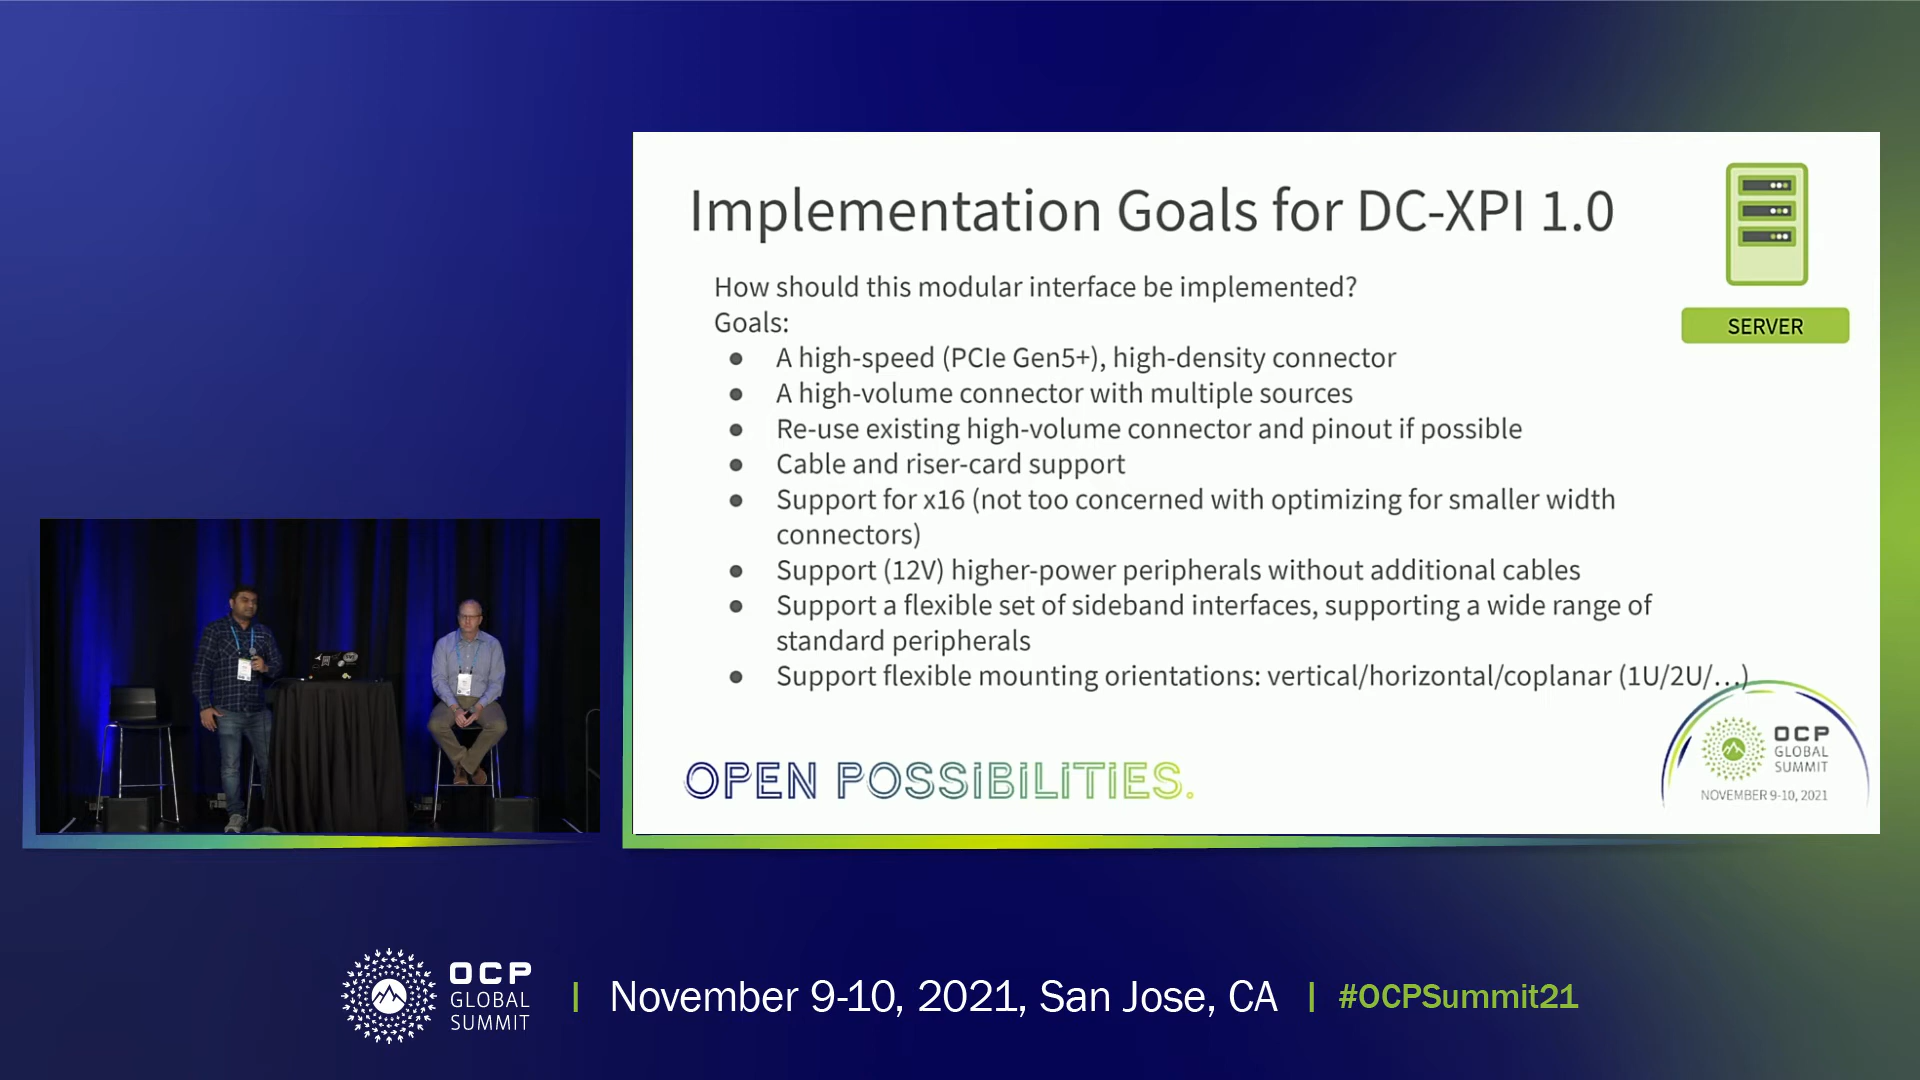 Implementation Goals for DC-XPI 1.0
SERVER
How should this modular interface be implemented?
Goals:
● A high-speed (PCIe Gen5+), high-density connector
● A high-volume connector with multiple sources
● Re-use existing high-volume connector and pinout if possible
● Cable and riser-card support
● Support for x16 (not too concerned with optimizing for smaller width
connectors)
● Support (12V) higher-power peripherals without additional cables
● Support a flexible set of sideband interfaces, supporting a wide range of
standard peripherals
● Support flexible mounting orientations: vertical/horizontal/coplanar (1U/2U/…)
OPEN POSSIBILITIES.
OCP
GLOBAL
SUMMIT
NOVEMBER 9-10, 2021
OCP
GLOBAL
SUMMIT
| November 9-10, 2021, San Jose, CA | #OCPSummit21